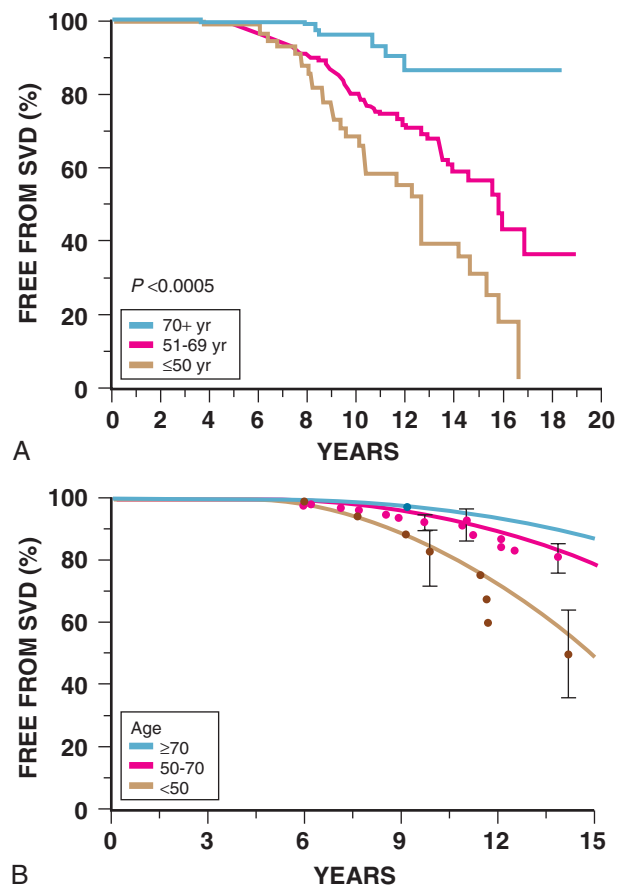 100
80
60
40
20
0
FREE FROM SVD (%)
P <0.0005
70+ yr
51-69 yr
≤50 yr
0 2 4 6 8 10 12 14 16 18 20
YEARS
A
100
80
60
40
20
0
FREE FROM SVD (%)
Age
≥70
50-70
<50
0 3 6 9 12 15
YEARS
B